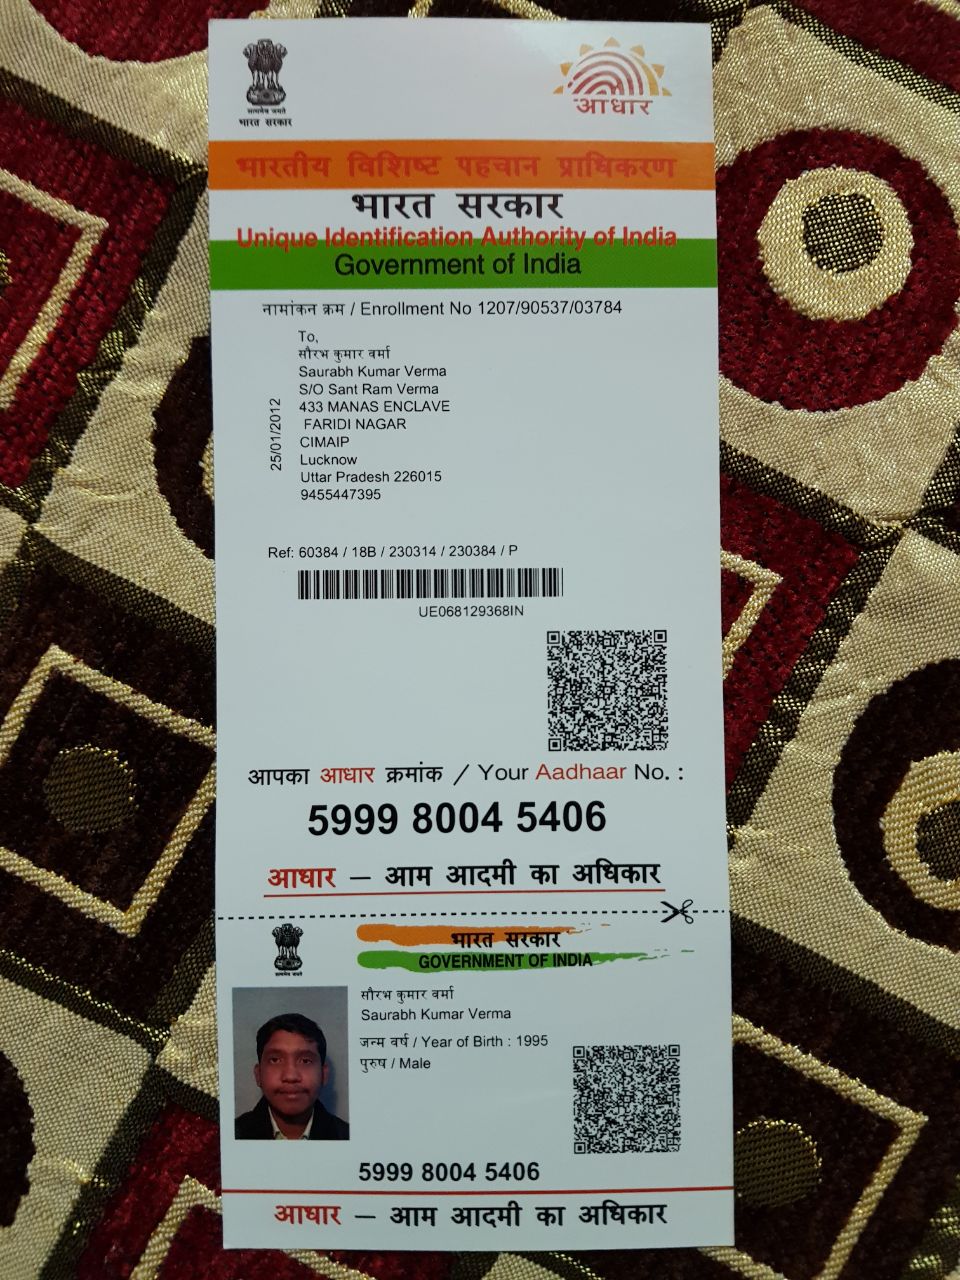 सत्यमेव जयते
भारत सरकार
आधार
भारतीय विशिष्ट पहचान प्राधिकरण
भारत सरकार
Unique Identification Authority of India
Government of India
नामांकन क्रम / Enrollment No 1207/90537/03784
To,
सौरभ कुमार वर्मा
Saurabh Kumar Verma
S/O Sant Ram Verma
433 MANAS ENCLAVE
FARIDI NAGAR
CIMAIP
Lucknow
Uttar Pradesh 226015
9455447395
25/01/2012
Ref: 60384 / 18B / 230314 / 230384 / P
UE068129368IN
आपका आधार क्रमांक / Your Aadhaar No. :
5999 8004 5406
आधार – आम आदमी का अधिकार
भारत सरकार
GOVERNMENT OF INDIA
सत्यमेव जयते
सौरभ कुमार वर्मा
Saurabh Kumar Verma
जन्म वर्ष / Year of Birth : 1995
पुरुष / Male
5999 8004 5406
आधार – आम आदमी का अधिकार